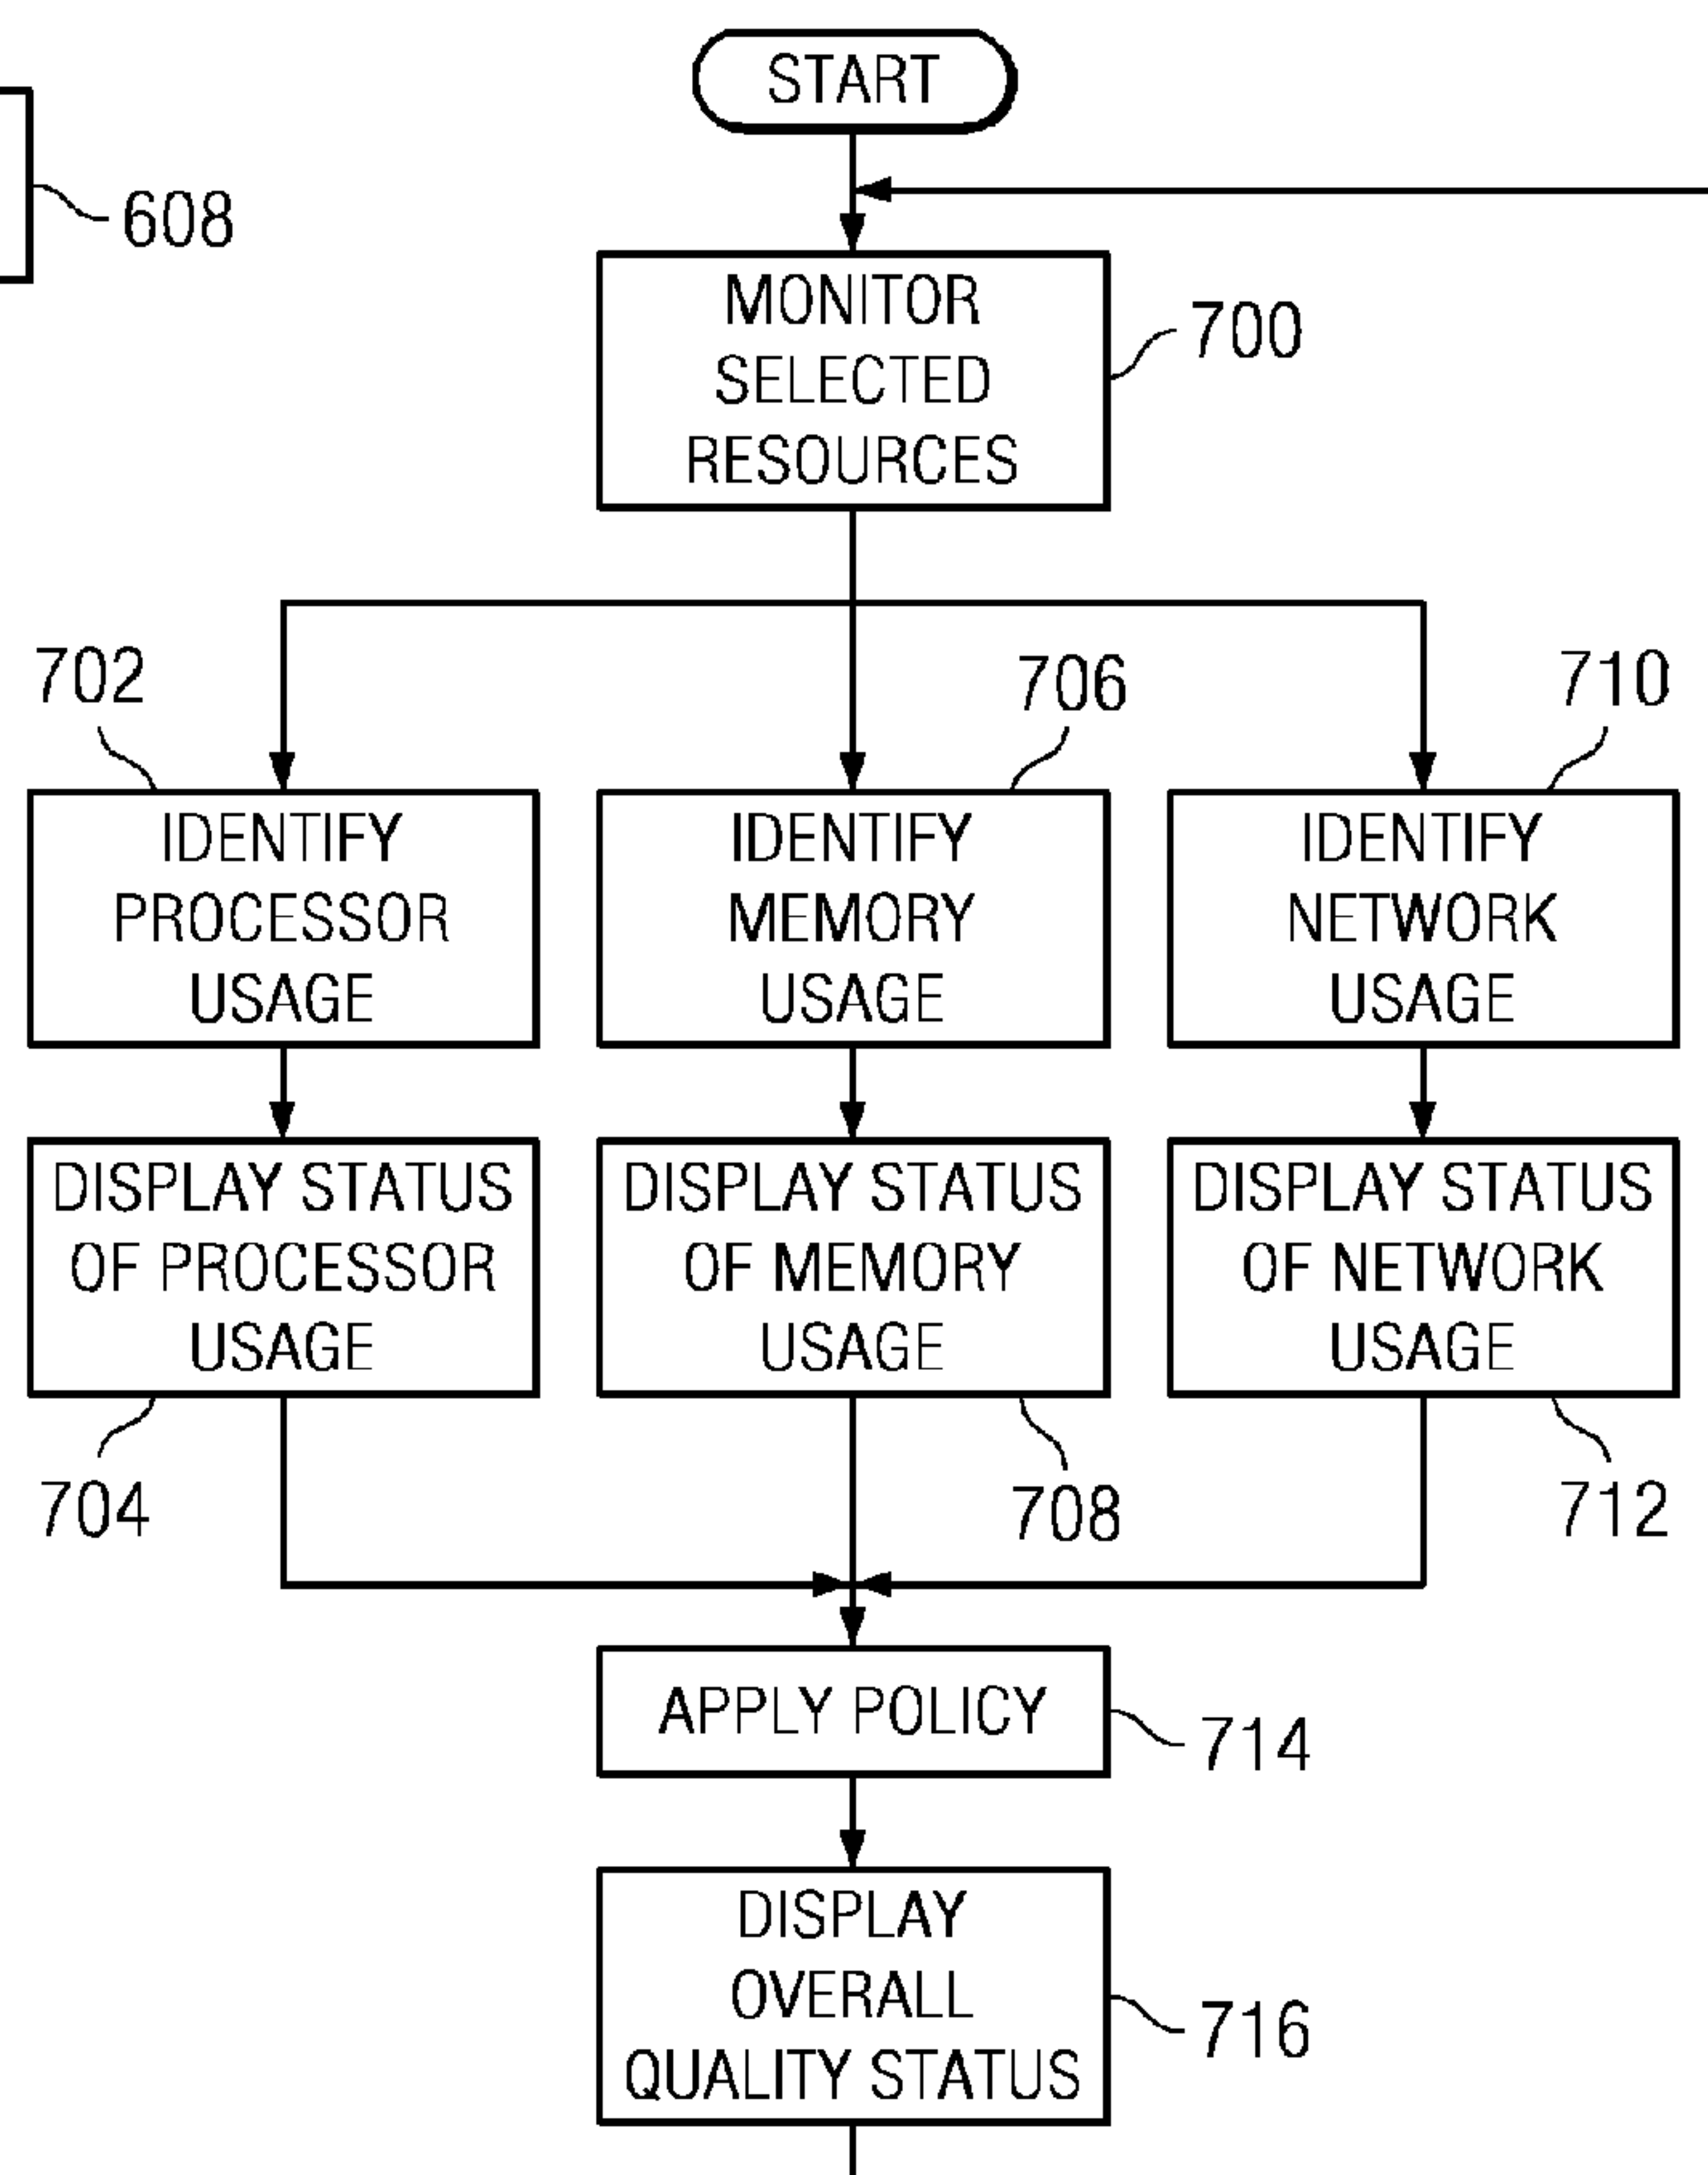 START
608
MONITOR
SELECTED
RESOURCES
700
702
706
710
IDENTIFY
PROCESSOR
USAGE
IDENTIFY
MEMORY
USAGE
IDENTIFY
NETWORK
USAGE
DISPLAY STATUS
OF PROCESSOR
USAGE
DISPLAY STATUS
OF MEMORY
USAGE
DISPLAY STATUS
OF NETWORK
USAGE
704
708
712
APPLY POLICY
714
DISPLAY
OVERALL
QUALITY STATUS
716